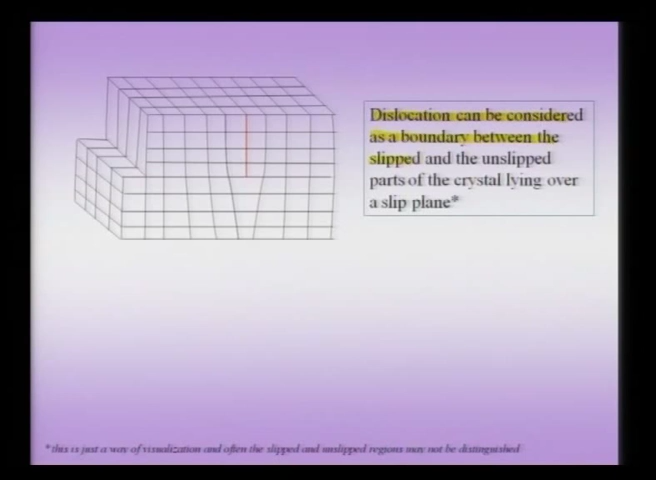 Dislocation can be considered
as a boundary between the
slipped and the unslipped
parts of the crystal lying over
a slip plane*
*this is just a way of visualization and often the slipped and unslipped regions may not be distinguished